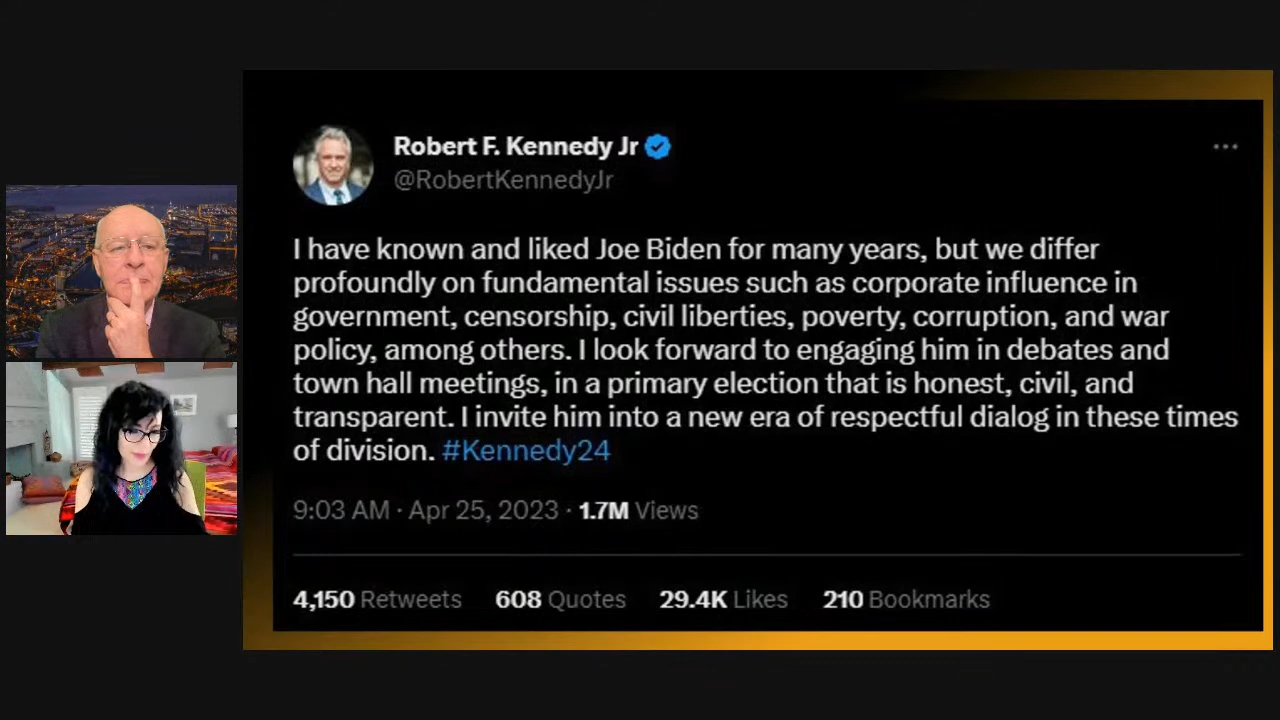 Robert F. Kennedy Jr
@RobertKennedyJr
I have known and liked Joe Biden for many years, but we differ
profoundly on fundamental issues such as corporate influence in
government, censorship, civil liberties, poverty, corruption, and war
policy, among others. I look forward to engaging him in debates and
town hall meetings, in a primary election that is honest, civil, and
transparent. I invite him into a new era of respectful dialog in these times
of division. #Kennedy24
9:03 AM · Apr 25, 2023 · 1.7M Views
4,150 Retweets 608 Quotes 29.4K Likes 210 Bookmarks